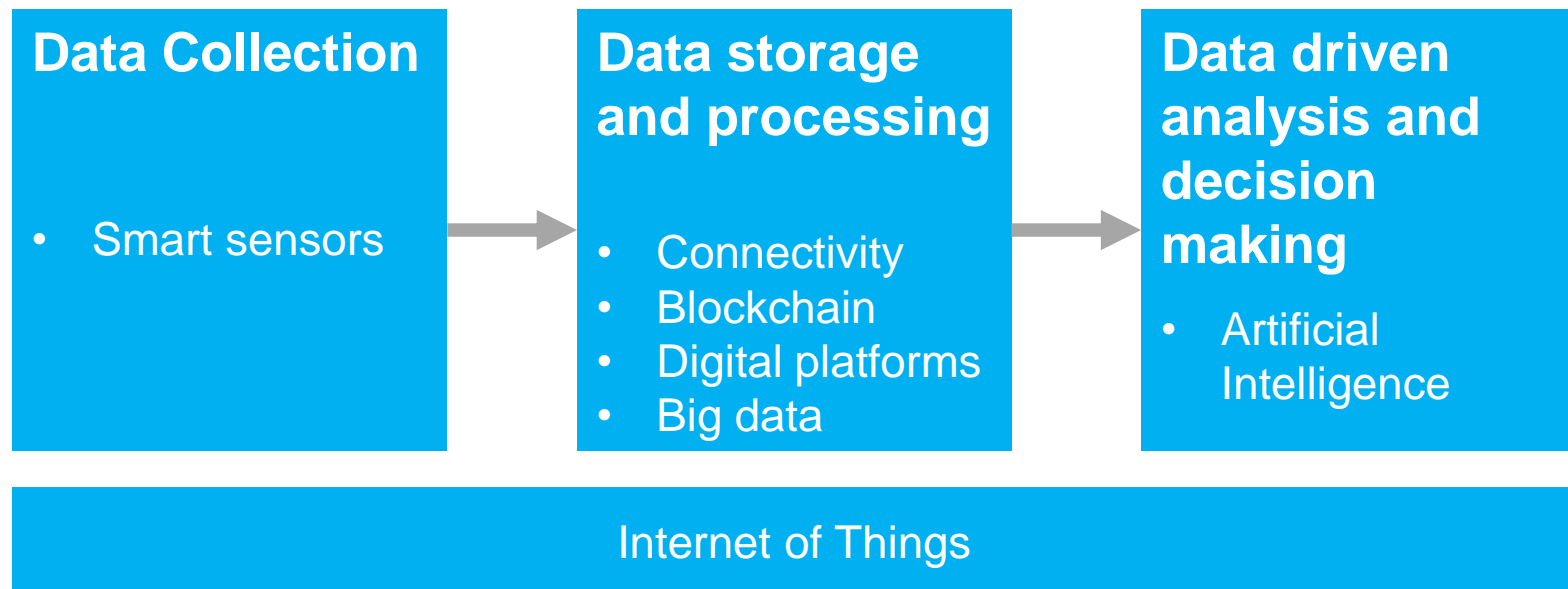 Data Collection
• Smart sensors
Data storage
and processing
• Connectivity
• Blockchain
• Digital platforms
• Big data
Data driven
analysis and
decision
making
• Artificial
Intelligence
Internet of Things